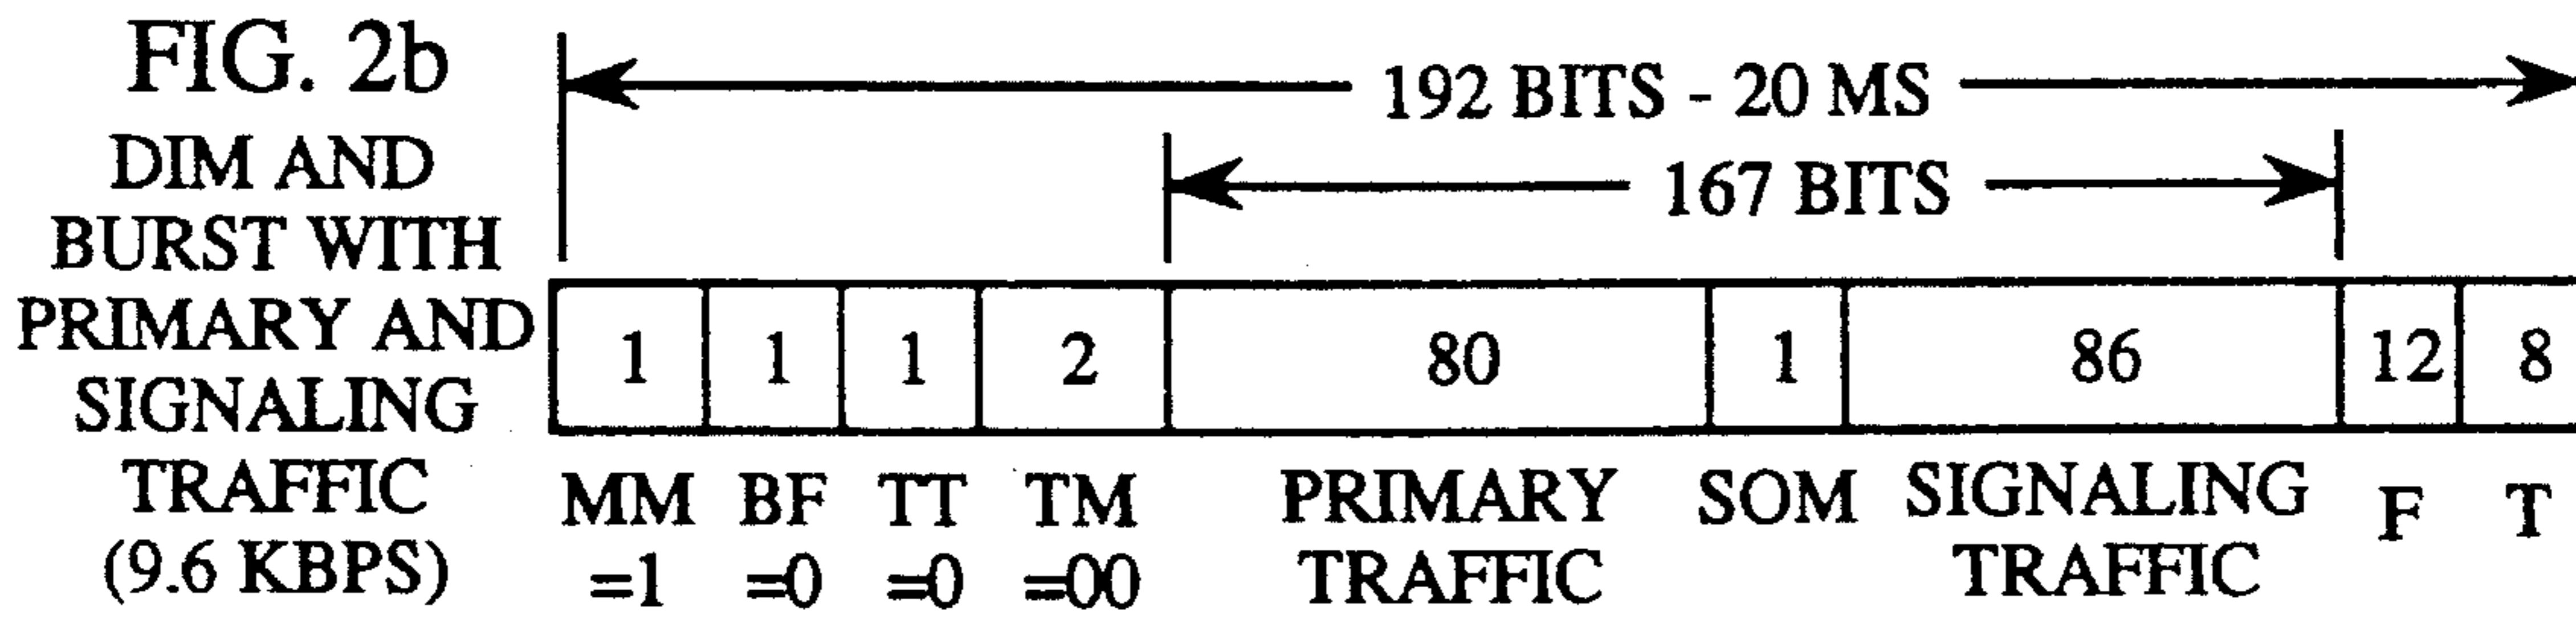 FIG. 2b
DIM AND
BURST WITH
PRIMARY AND
SIGNALING
TRAFFIC
(9.6 KBPS)
192 BITS - 20 MS
167 BITS
1 1 1 2 80 1 86 12 8
MM BF TT TM PRIMARY SOM SIGNALING F T
=1 =0 =0 =00 TRAFFIC TRAFFIC